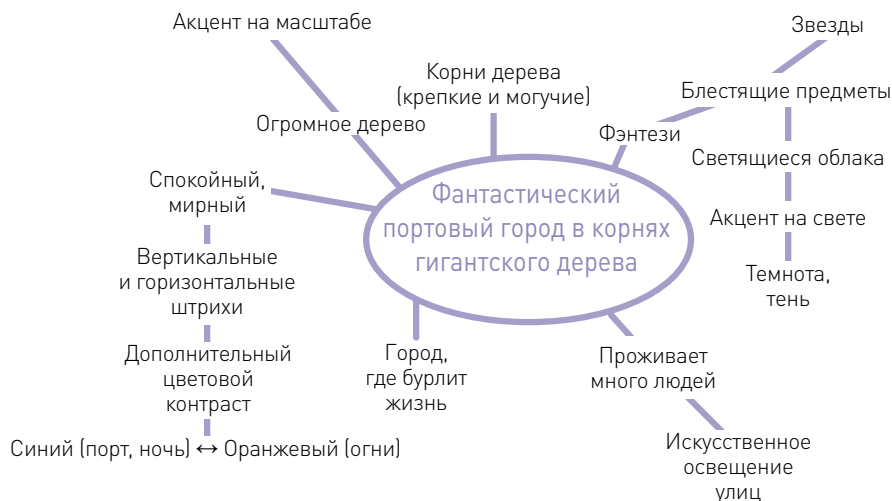 Акцент на масштабе
Огромное дерево
Корни дерева
(крепкие и могучие)
Звезды
Блестящие предметы
Фэнтези
Светящиеся облака
Акцент на свете
Темнота,
тень
Фантастический
портовый город в корнях
гигантского дерева
Спокойный,
мирный
Вертикальные
и горизонтальные
штрихи
Дополнительный
цветовой
контраст
Синий (порт, ночь) ↔ Оранжевый (огни)
Город,
где бурлит
жизнь
Проживает
много людей
Искусственное
освещение
улиц